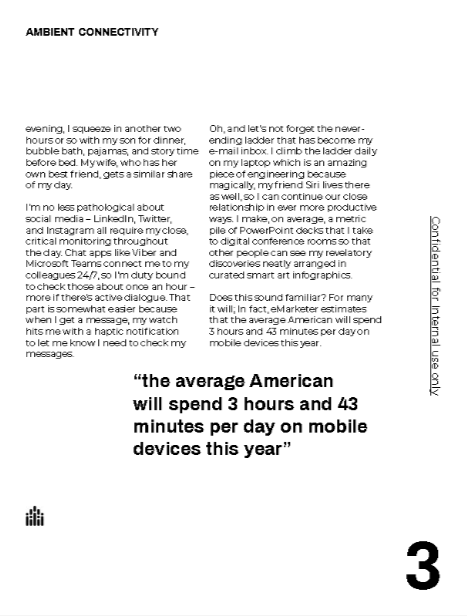 AMBIENT CONNECTIVITY
evening, I squeeze in another two
hours or so with my son for dinner,
bubble bath, pajamas, and story time
before bed. My wife, who has her
own best friend, gets a similar share
of my day.
I'm no less pathological about
social media – LinkedIn, Twitter,
and Instagram all require my close,
critical monitoring throughout
the day. Chat apps like Viber and
Microsoft Teams connect me to my
colleagues 24/7, so I'm duty bound
to check those about once an hour –
more if there's active dialogue. That
part is somewhat easier because
when I get a message, my watch
hits me with a haptic notification
to let me know I need to check my
messages.
Oh, and let's not forget the never-
ending ladder that has become my
e-mail inbox. I climb the ladder daily
on my laptop which is an amazing
piece of engineering because
magically, my friend Siri lives there
as well, so I can continue our close
relationship in ever more productive
ways. I make, on average, a metric
pile of PowerPoint decks that I take
to digital conference rooms so that
other people can see my revelatory
discoveries neatly arranged in
curated smart art infographics.
Does this sound familiar? For many
it will; In fact, eMarketer estimates
that the average American will spend
3 hours and 43 minutes per day on
mobile devices this year.
"the average American
will spend 3 hours and 43
minutes per day on mobile
devices this year"
Confidential for internal use only
3